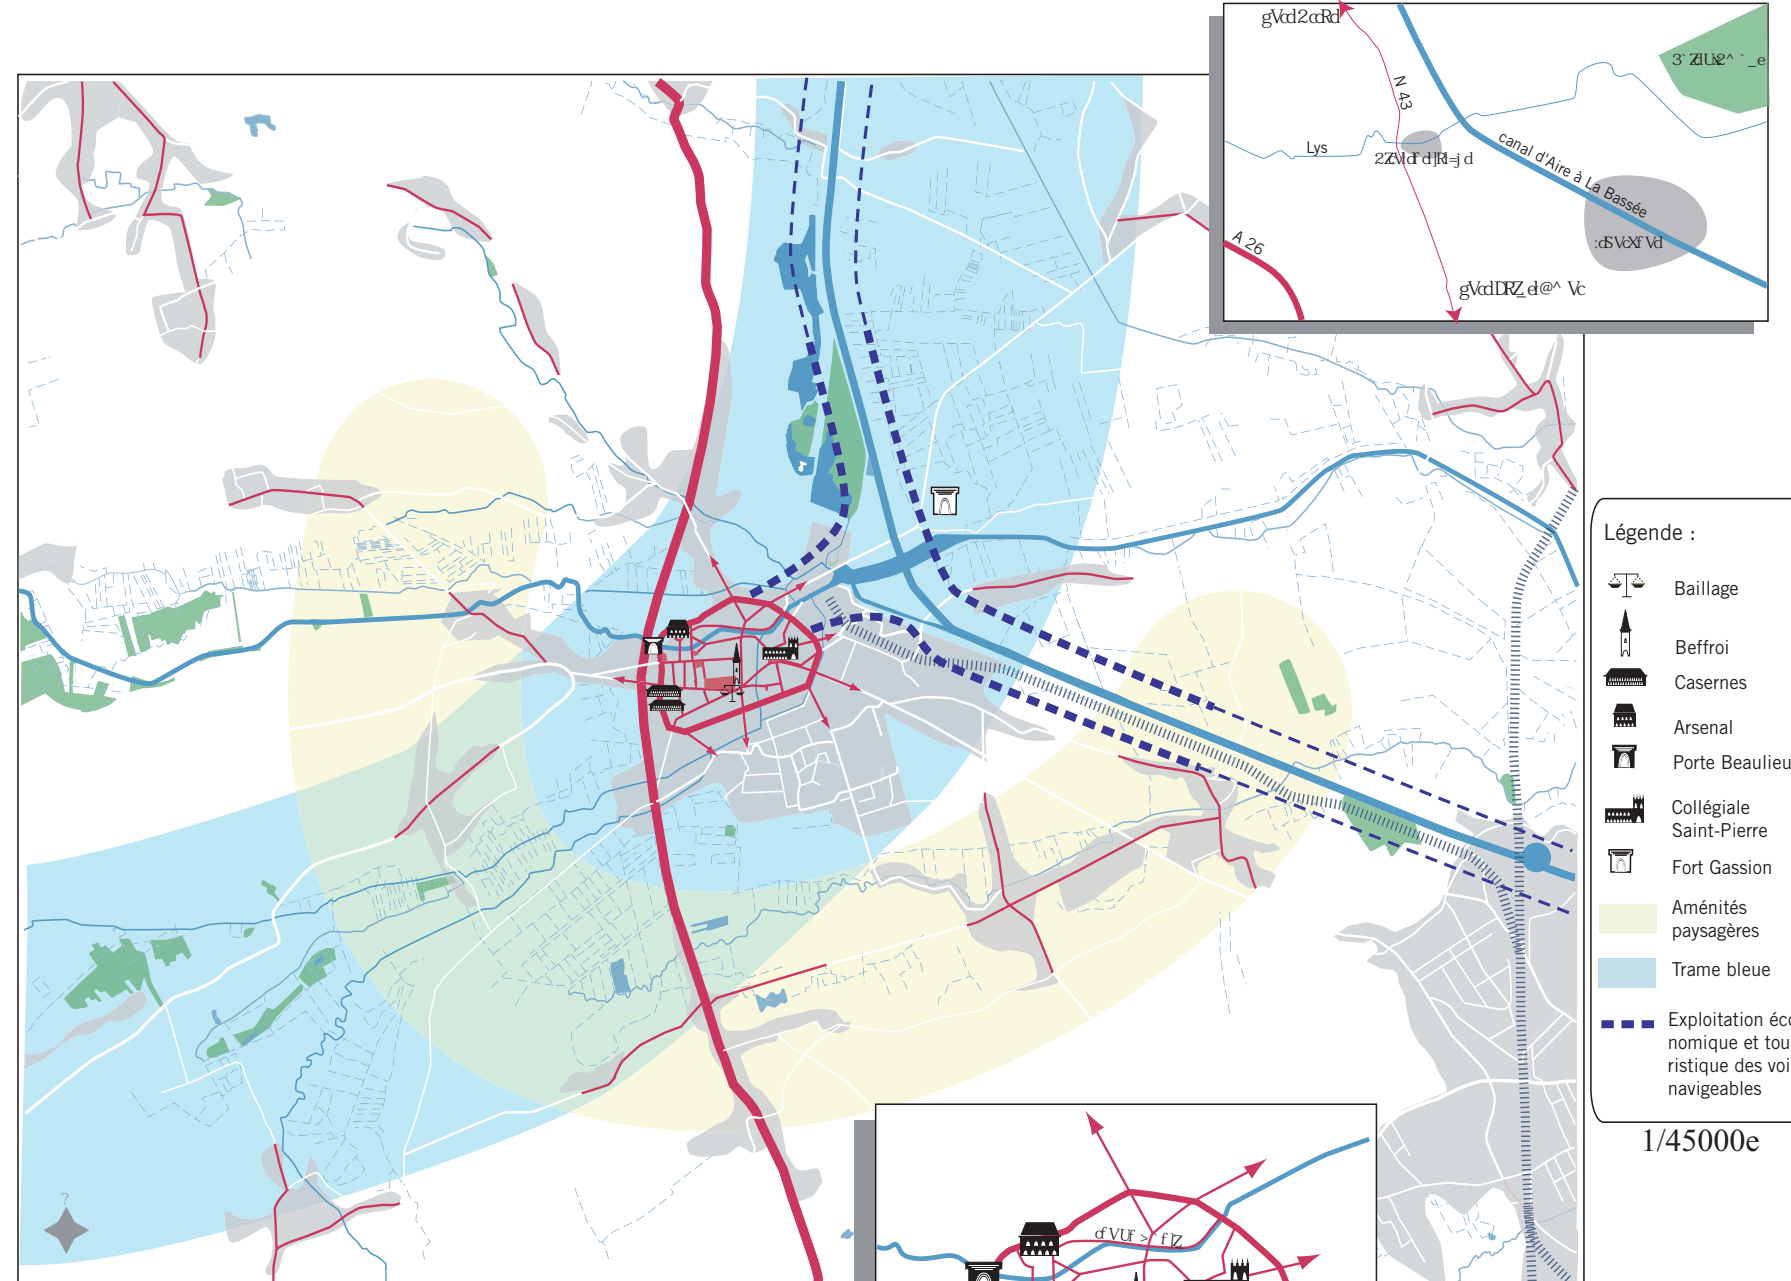 N 43
Lys
canal d'Aire à La Bassée
A 26
Légende :
Baillage
Beffroi
Casernes
Arsenal
Porte Beaulieu
Collégiale
Saint-Pierre
Fort Gassion
Aménités
paysagères
Trame bleue
Exploitation éco
nomique et tou
ristique des voi
navigeables
1/45000e
?